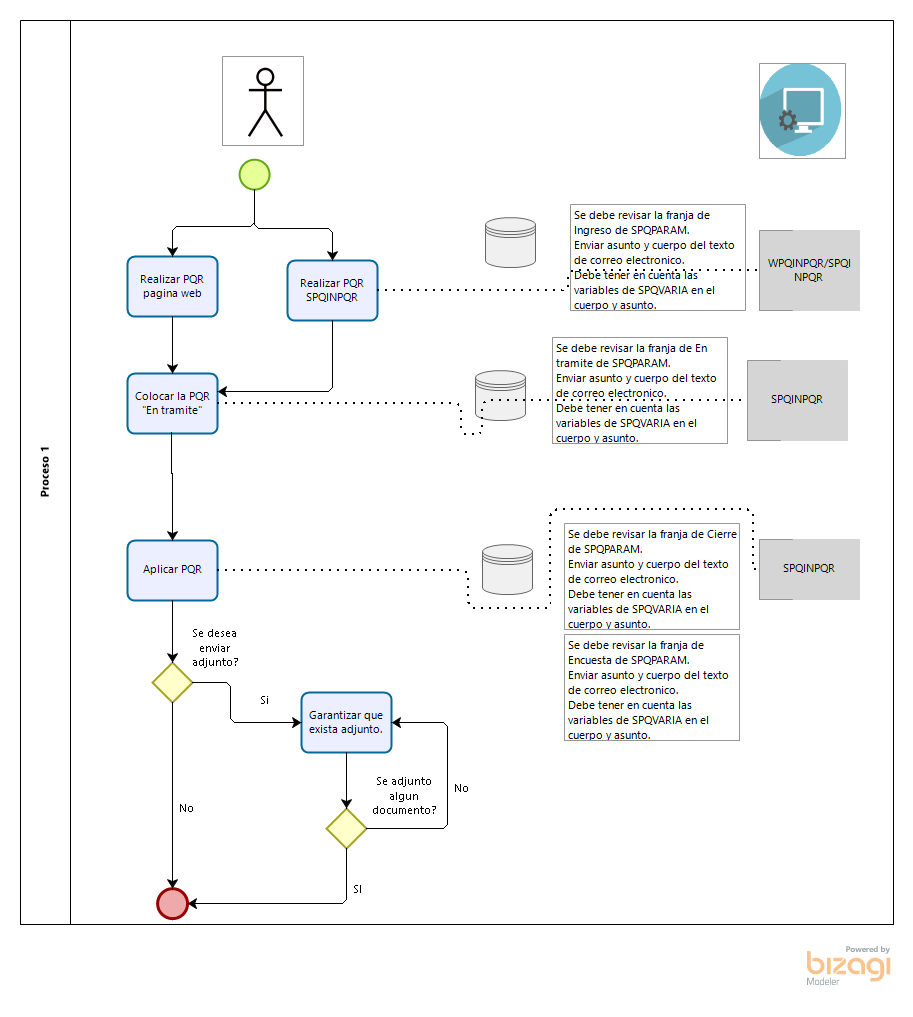 Proceso 1
Realizar PQR
pagina web
Realizar PQR
SPQINPQR
Se debe revisar la franja de
Ingreso de SPQPARAM.
Enviar asunto y cuerpo del texto
de correo electronico.
Debe tener en cuenta las
variables de SPQVARIA en el
cuerpo y asunto.
WPQINPQR/SPQI
NPQR
Colocar la PQR
"En tramite"
Se debe revisar la franja de En
tramite de SPQPARAM.
Enviar asunto y cuerpo del texto
de correo electronico.
Debe tener en cuenta las
variables de SPQVARIA en el
cuerpo y asunto.
SPQINPQR
Aplicar PQR
Se debe revisar la franja de Cierre
de SPQPARAM.
Enviar asunto y cuerpo del texto
de correo electronico.
Debe tener en cuenta las
variables de SPQVARIA en el
cuerpo y asunto.
SPQINPQR
Se desea
enviar
adjunto?
Si
No
Garantizar que
exista adjunto.
Se debe revisar la franja de
Encuesta de SPQPARAM.
Enviar asunto y cuerpo del texto
de correo electronico.
Debe tener en cuenta las
variables de SPQVARIA en el
cuerpo y asunto.
Se adjunto
algun
documento?
No
SI
Powered by
bizagi
Modeler